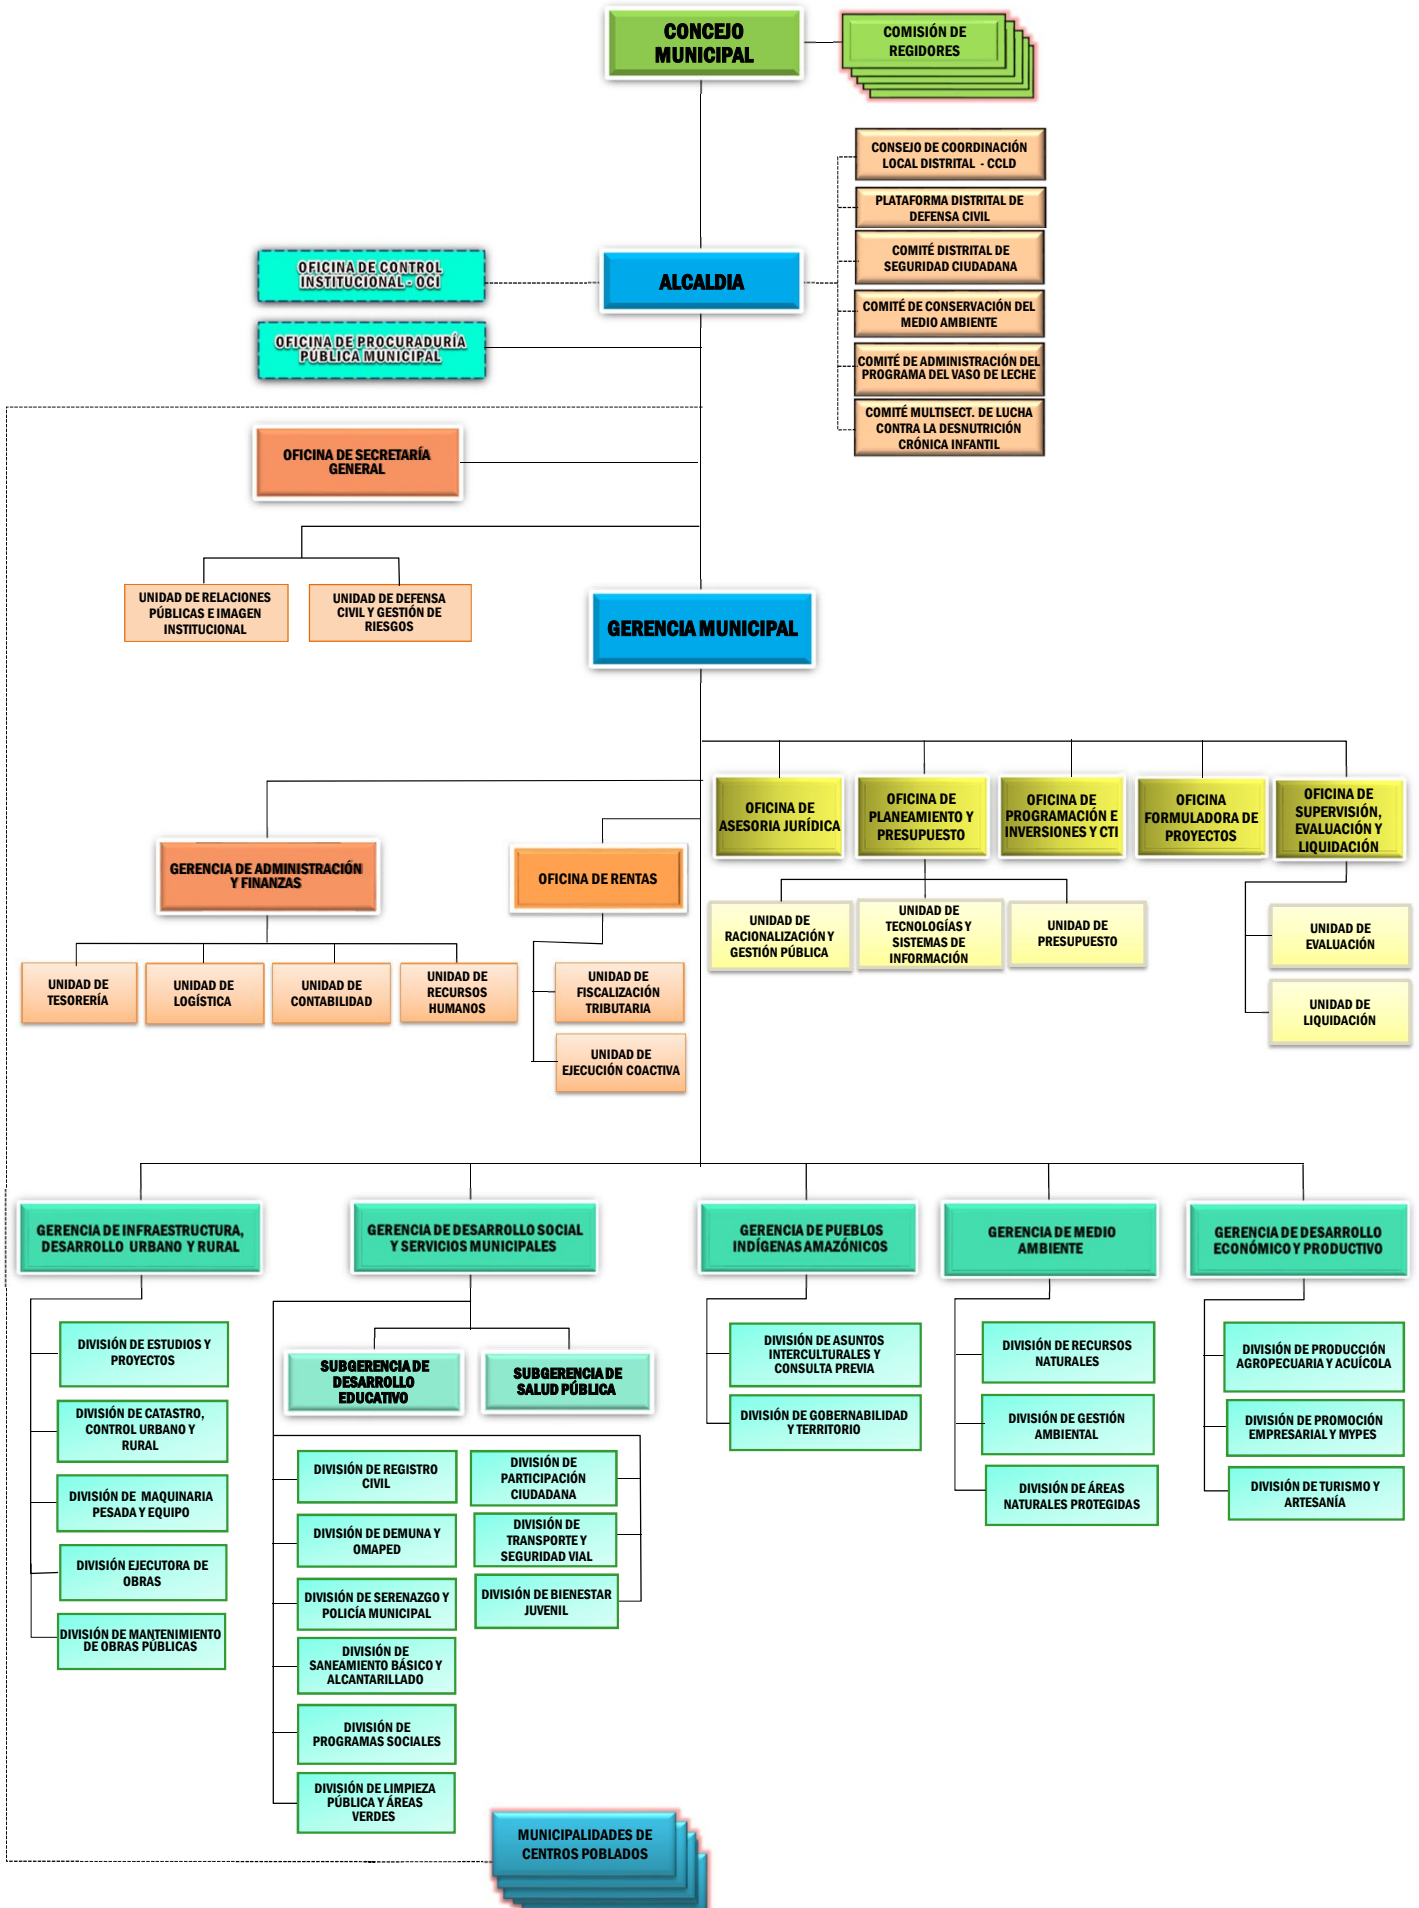 CONCEJO
MUNICIPAL
COMISIÓN DE
REGIDORES
CONSEJO DE COORDINACIÓN
LOCAL DISTRITAL - CCLD
PLATAFORMA DISTRITAL DE
DEFENSA CIVIL
COMITÉ DISTRITAL DE
SEGURIDAD CIUDADANA
COMITÉ DE CONSERVACIÓN DEL
MEDIO AMBIENTE
COMITÉ DE ADMINISTRACIÓN DEL
PROGRAMA DEL VASO DE LECHE
COMITÉ MULTISECT. DE LUCHA
CONTRA LA DESNUTRICIÓN
CRÓNICA INFANTIL
OFICINA DE CONTROL
INSTITUCIONAL - OCI
ALCALDIA
OFICINA DE PROCURADURÍA
PÚBLICA MUNICIPAL
OFICINA DE SECRETARÍA
GENERAL
UNIDAD DE RELACIONES
PÚBLICAS E IMAGEN
INSTITUCIONAL
UNIDAD DE DEFENSA
CIVIL Y GESTIÓN DE
RIESGOS
GERENCIA MUNICIPAL
OFICINA DE
ASESORIA JURÍDICA
OFICINA DE
PLANEAMIENTO Y
PRESUPUESTO
OFICINA DE
PROGRAMACIÓN E
INVERSIONES Y CTI
OFICINA
FORMULADORA DE
PROYECTOS
OFICINA DE
SUPERVISIÓN,
EVALUACIÓN Y
LIQUIDACIÓN
GERENCIA DE ADMINISTRACIÓN
Y FINANZAS
OFICINA DE RENTAS
UNIDAD DE
RACIONALIZACIÓN Y
GESTIÓN PÚBLICA
UNIDAD DE
TECNOLOGÍAS Y
SISTEMAS DE
INFORMACIÓN
UNIDAD DE
PRESUPUESTO
UNIDAD DE
EVALUACIÓN
UNIDAD DE
LIQUIDACIÓN
UNIDAD DE
TESORERÍA
UNIDAD DE
LOGÍSTICA
UNIDAD DE
CONTABILIDAD
UNIDAD DE
RECURSOS
HUMANOS
UNIDAD DE
FISCALIZACIÓN
TRIBUTARIA
UNIDAD DE
EJECUCIÓN COACTIVA
GERENCIA DE INFRAESTRUCTURA,
DESARROLLO URBANO Y RURAL
GERENCIA DE DESARROLLO SOCIAL
Y SERVICIOS MUNICIPALES
GERENCIA DE PUEBLOS
INDÍGENAS AMAZÓNICOS
GERENCIA DE MEDIO
AMBIENTE
GERENCIA DE DESARROLLO
ECONÓMICO Y PRODUCTIVO
DIVISIÓN DE ESTUDIOS Y
PROYECTOS
DIVISIÓN DE CATASTRO,
CONTROL URBANO Y
RURAL
DIVISIÓN DE MAQUINARIA
PESADA Y EQUIPO
DIVISIÓN EJECUTORA DE
OBRAS
DIVISIÓN DE MANTENIMIENTO
DE OBRAS PÚBLICAS
SUBGERENCIA DE
DESARROLLO
EDUCATIVO
SUBGERENCIA DE
SALUD PÚBLICA
DIVISIÓN DE REGISTRO
CIVIL
DIVISIÓN DE DEMUNA Y
OMAPED
DIVISIÓN DE SERENAZGO Y
POLICÍA MUNICIPAL
DIVISIÓN DE
SANEAMIENTO BÁSICO Y
ALCANTARILLADO
DIVISIÓN DE
PROGRAMAS SOCIALES
DIVISIÓN DE LIMPIEZA
PÚBLICA Y ÁREAS
VERDES
DIVISIÓN DE
PARTICIPACIÓN
CIUDADANA
DIVISIÓN DE
TRANSPORTE Y
SEGURIDAD VIAL
DIVISIÓN DE BIENESTAR
JUVENIL
DIVISIÓN DE ASUNTOS
INTERCULTURALES Y
CONSULTA PREVIA
DIVISIÓN DE GOBERNABILIDAD
Y TERRITORIO
DIVISIÓN DE RECURSOS
NATURALES
DIVISIÓN DE GESTIÓN
AMBIENTAL
DIVISIÓN DE ÁREAS
NATURALES PROTEGIDAS
DIVISIÓN DE PRODUCCIÓN
AGROPECUARIA Y ACUÍCOLA
DIVISIÓN DE PROMOCIÓN
EMPRESARIAL Y MYPES
DIVISIÓN DE TURISMO Y
ARTESANÍA
MUNICIPALIDADES DE
CENTROS POBLADOS